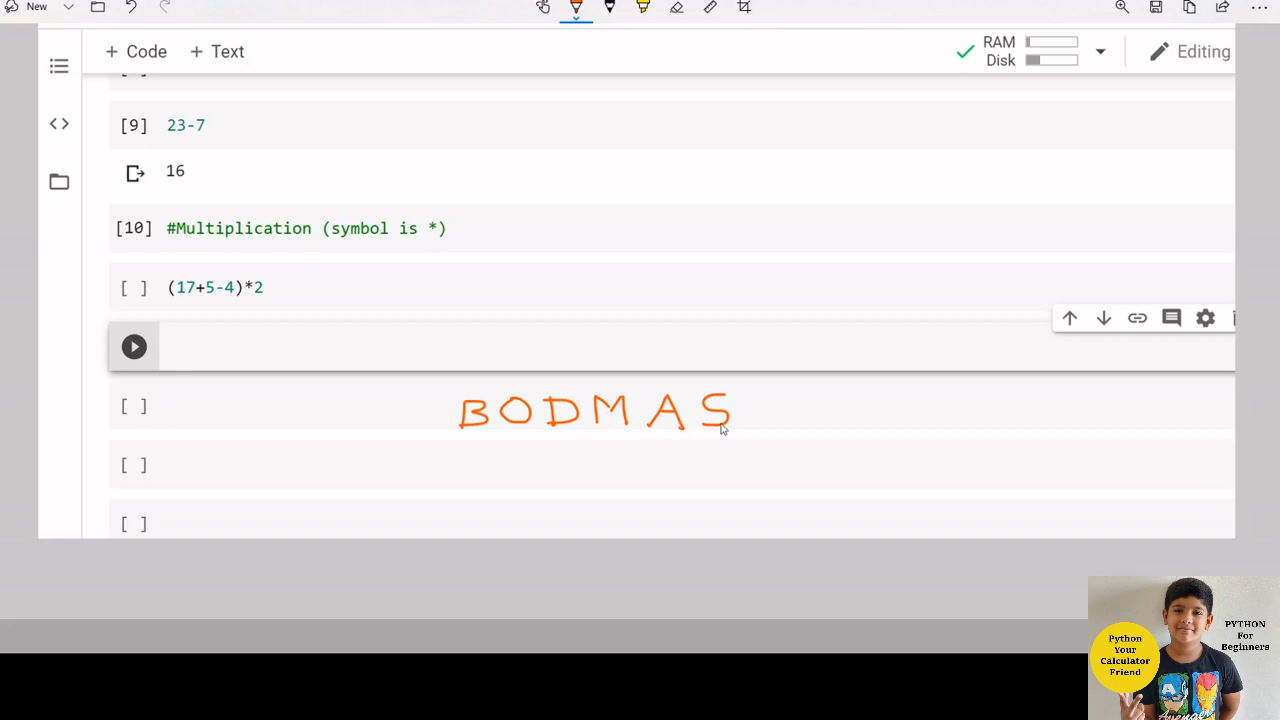 New
+ Code + Text
RAM
Disk
Editing
[ ]
[9] 23-7
16
[10] #Multiplication (symbol is *)
[ ] (17+5-4)*2
[ ]
BODMAS
[ ]
[ ]
Python
Your
Calculator
Friend
PYTHON
For
Beginners